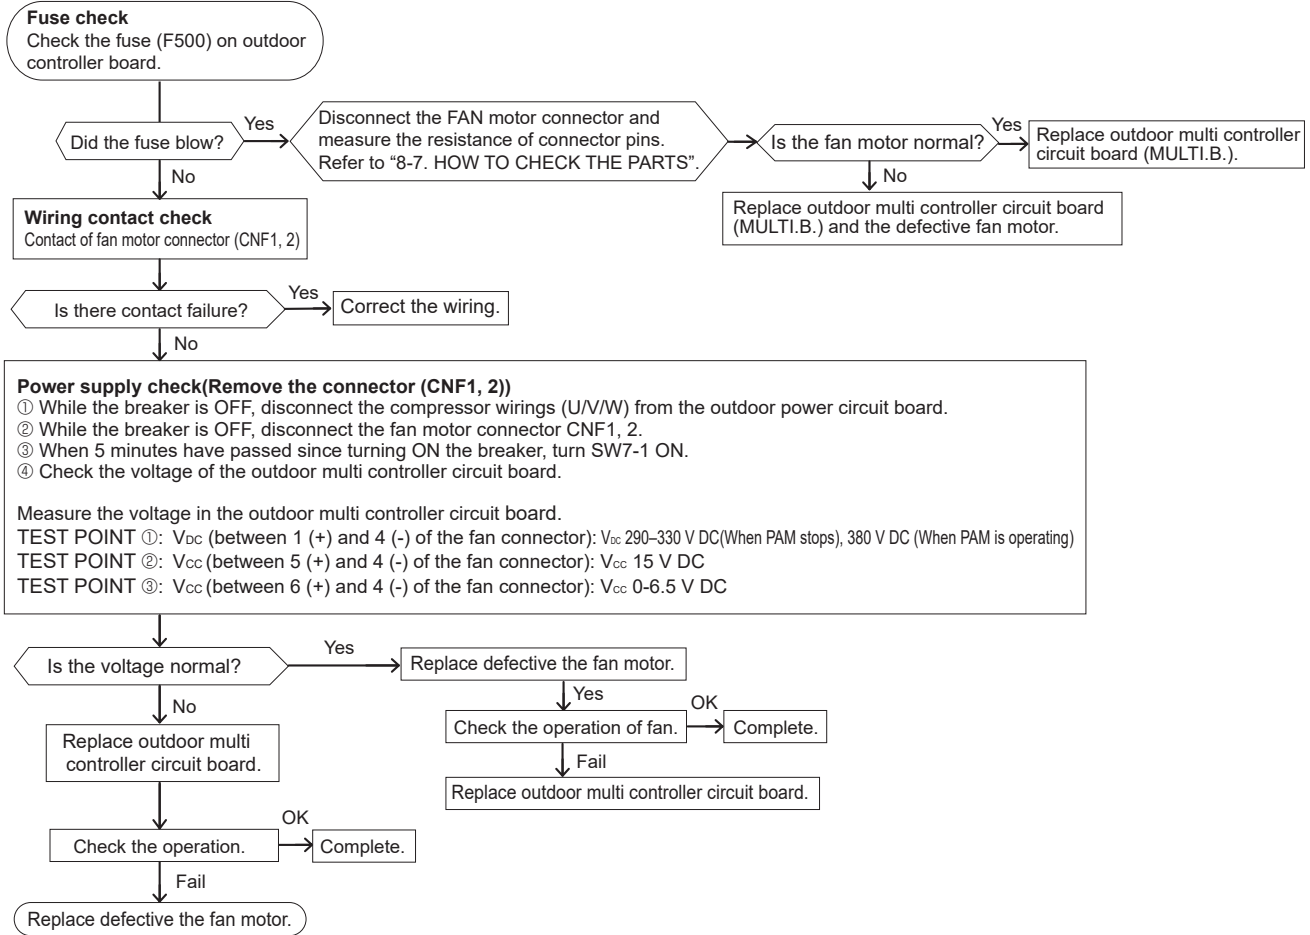 Fuse check
Check the fuse (F500) on outdoor
controller board.
Did the fuse blow?
Yes
Disconnect the FAN motor connector and
measure the resistance of connector pins.
Refer to “8-7. HOW TO CHECK THE PARTS”.
Is the fan motor normal?
Yes
Replace outdoor multi controller
circuit board (MULTI.B.).
No
Replace outdoor multi controller circuit board
(MULTI.B.) and the defective fan motor.
No
Wiring contact check
Contact of fan motor connector (CNF1, 2)
Is there contact failure?
Yes
Correct the wiring.
No
Power supply check(Remove the connector (CNF1, 2))
① While the breaker is OFF, disconnect the compressor wirings (U/V/W) from the outdoor power circuit board.
② While the breaker is OFF, disconnect the fan motor connector CNF1, 2.
③ When 5 minutes have passed since turning ON the breaker, turn SW7-1 ON.
④ Check the voltage of the outdoor multi controller circuit board.
Measure the voltage in the outdoor multi controller circuit board.
TEST POINT ①: VDC (between 1 (+) and 4 (-) of the fan connector): VDC 290–330 V DC(When PAM stops), 380 V DC (When PAM is operating)
TEST POINT ②: VCC (between 5 (+) and 4 (-) of the fan connector): VCC 15 V DC
TEST POINT ③: VCC (between 6 (+) and 4 (-) of the fan connector): VCC 0-6.5 V DC
Is the voltage normal?
Yes
Replace defective the fan motor.
Yes
Check the operation of fan.
OK
Complete.
Fail
Replace outdoor multi controller circuit board.
No
Replace outdoor multi
controller circuit board.
Check the operation.
OK
Complete.
Fail
Replace defective the fan motor.